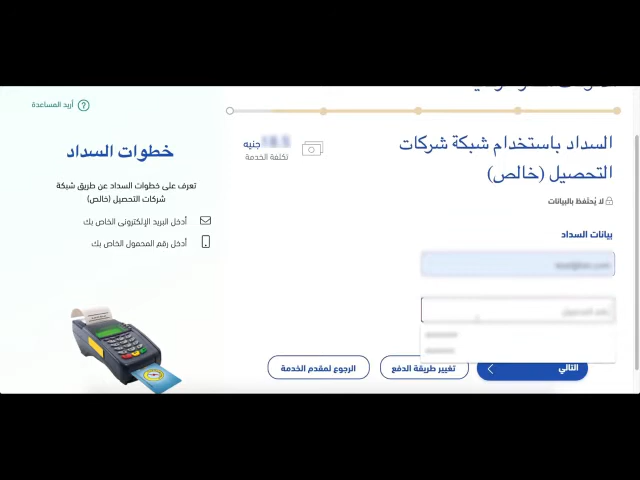 أريد المساعدة
السداد باستخدام شبكة شركات
التحصيل (خالص)
لا يُحتفظ بالبيانات
جنيه
تكلفة الخدمة
بيانات السداد
التالي
تغيير طريقة الدفع
الرجوع لمقدم الخدمة
خطوات السداد
تعرف على خطوات السداد عن طريق شبكة
شركات التحصيل (خالص)
أدخل البريد الإلكترونى الخاص بك
أدخل رقم المحمول الخاص بك